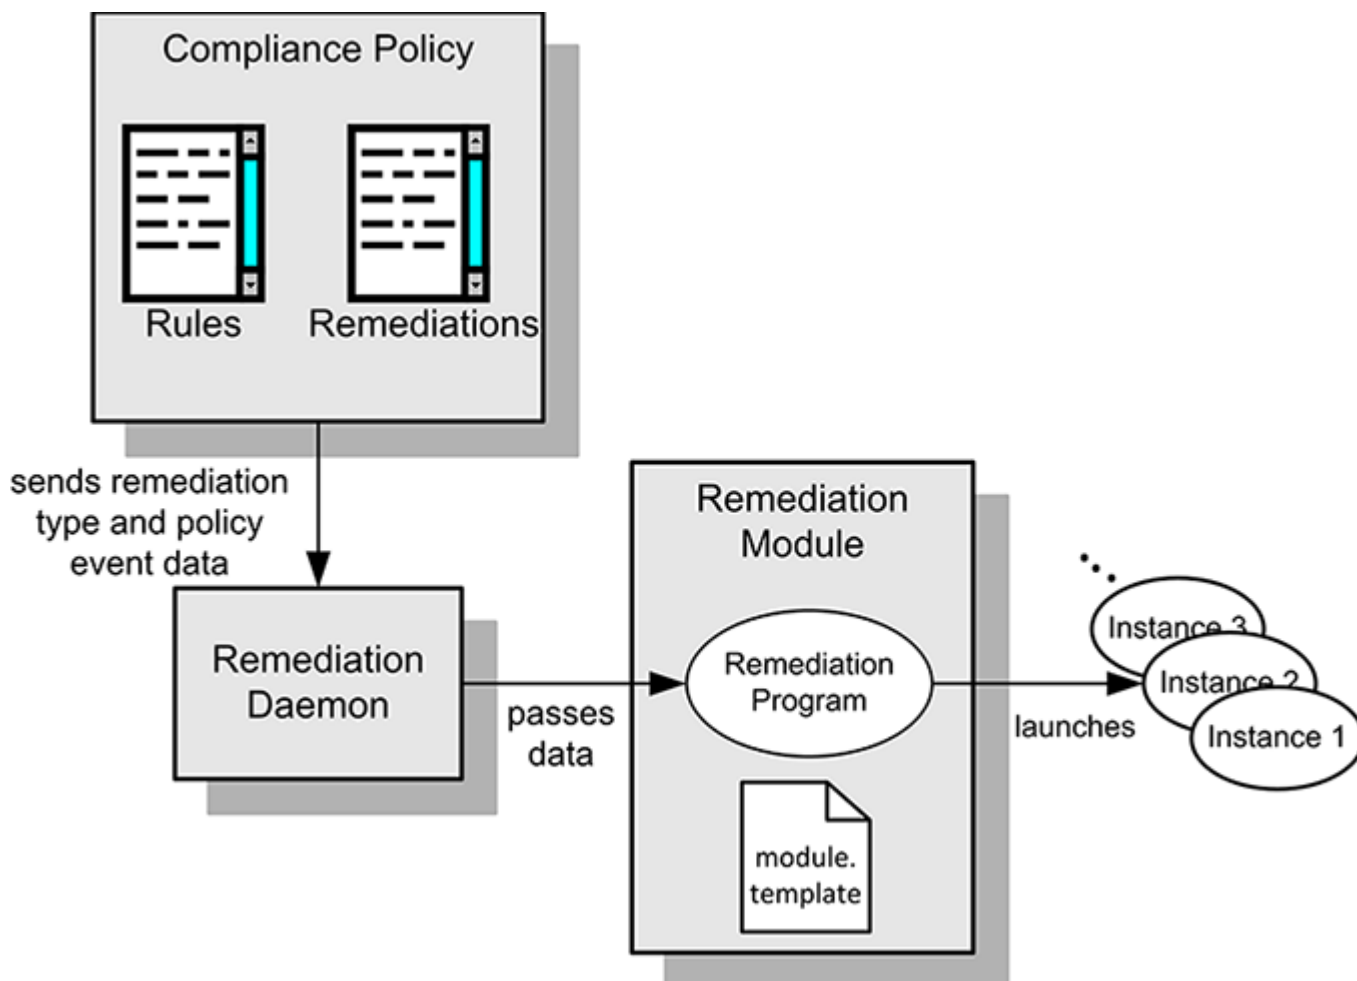 Compliance Policy
Rules
Remediations
sends remediation
type and policy
event data
Remediation
Daemon
passes
data
Remediation
Module
Remediation
Program
module.
template
launches
Instance 3
Instance 2
Instance 1